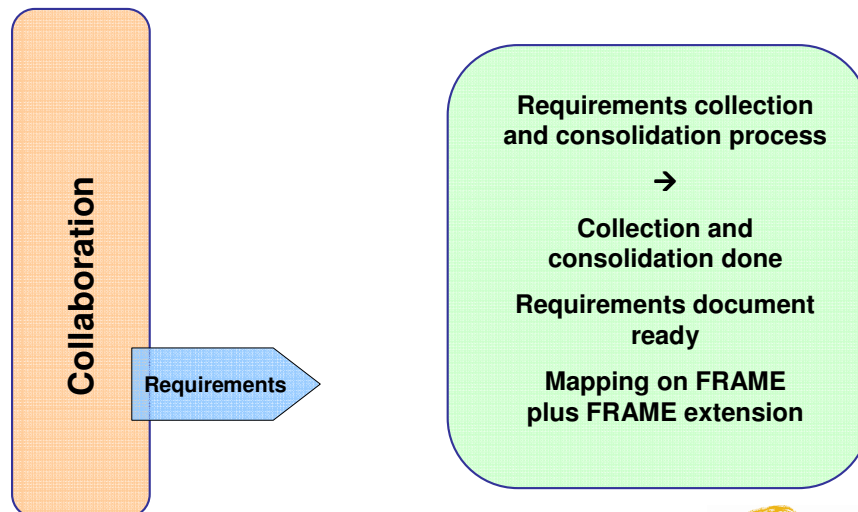 Collaboration
Requirements
Requirements collection
and consolidation process
→
Collection and
consolidation done
Requirements document
ready
Mapping on FRAME
plus FRAME extension